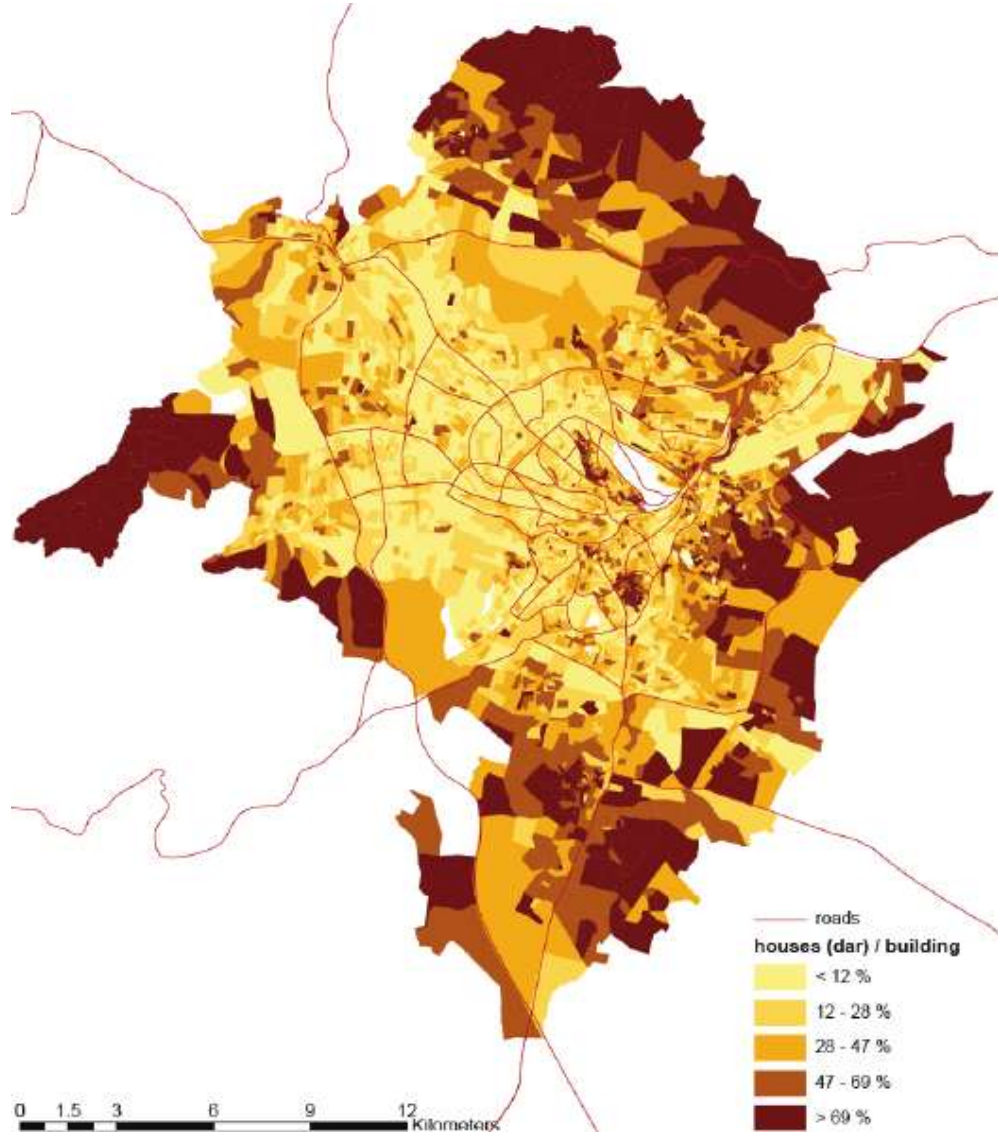 roads
houses (dar) / building
< 12 %
12 - 28 %
28 - 47 %
47 - 69 %
> 69 %
0 1.5 3 6 9 12
Kilometers